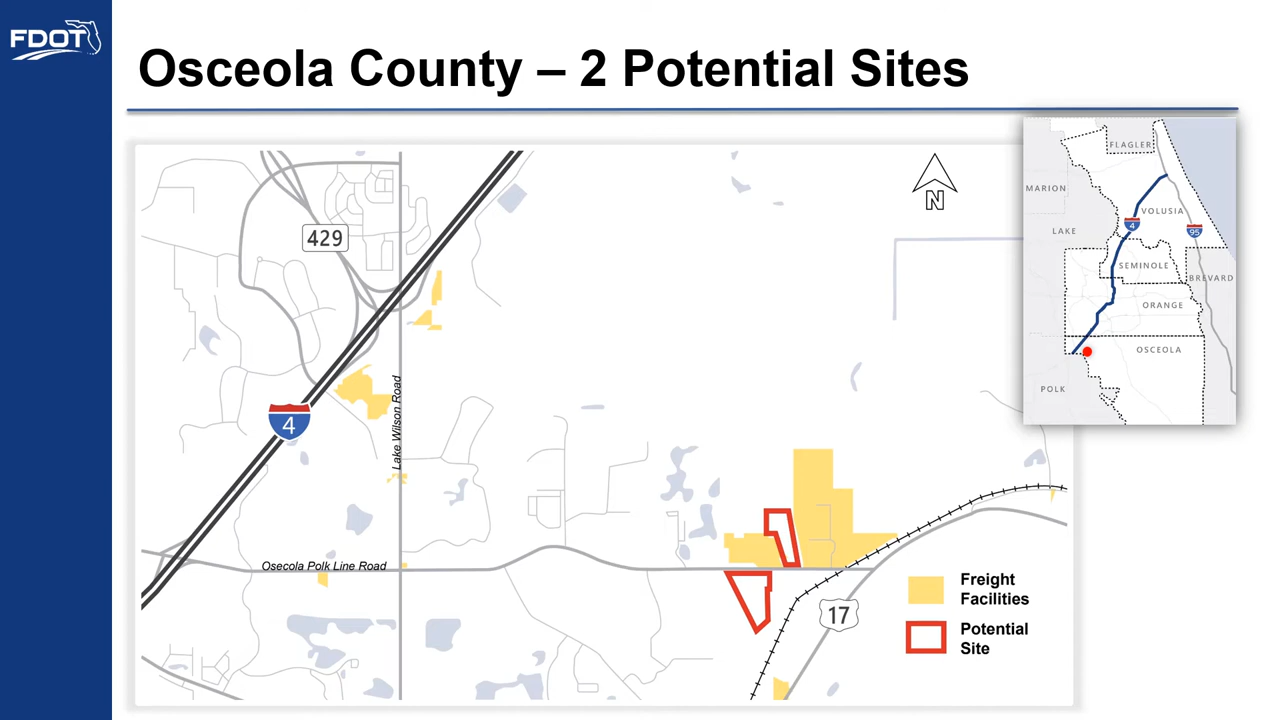 FDOT
Osceola County – 2 Potential Sites
N
429
4
Lake Wilson Road
Osecola Polk Line Road
17
Freight
Facilities
Potential
Site
FLAGLER
MARION
VOLUSIA
LAKE
4
95
SEMINOLE
BREVARD
ORANGE
OSCEOLA
POLK